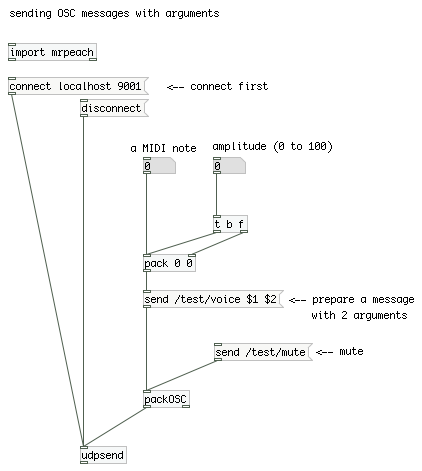 sending OSC messages with arguments
import mrpeach
connect localhost 9001
<-- connect first
disconnect
a MIDI note
amplitude (0 to 100)
0
0
t b f
pack 0 0
send /test/voice $1 $2
<-- prepare a message
with 2 arguments
send /test/mute
<-- mute
packOSC
udpsend